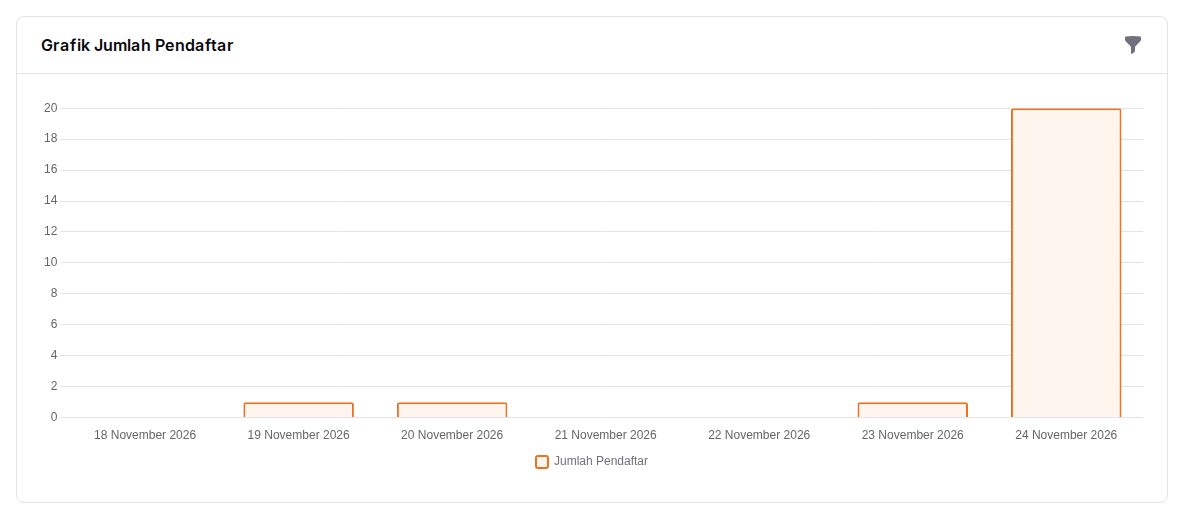 Grafik Jumlah Pendaftar
20
18
16
14
12
10
8
6
4
2
0
18 November 2026
19 November 2026
20 November 2026
21 November 2026
22 November 2026
23 November 2026
24 November 2026
Jumlah Pendaftar